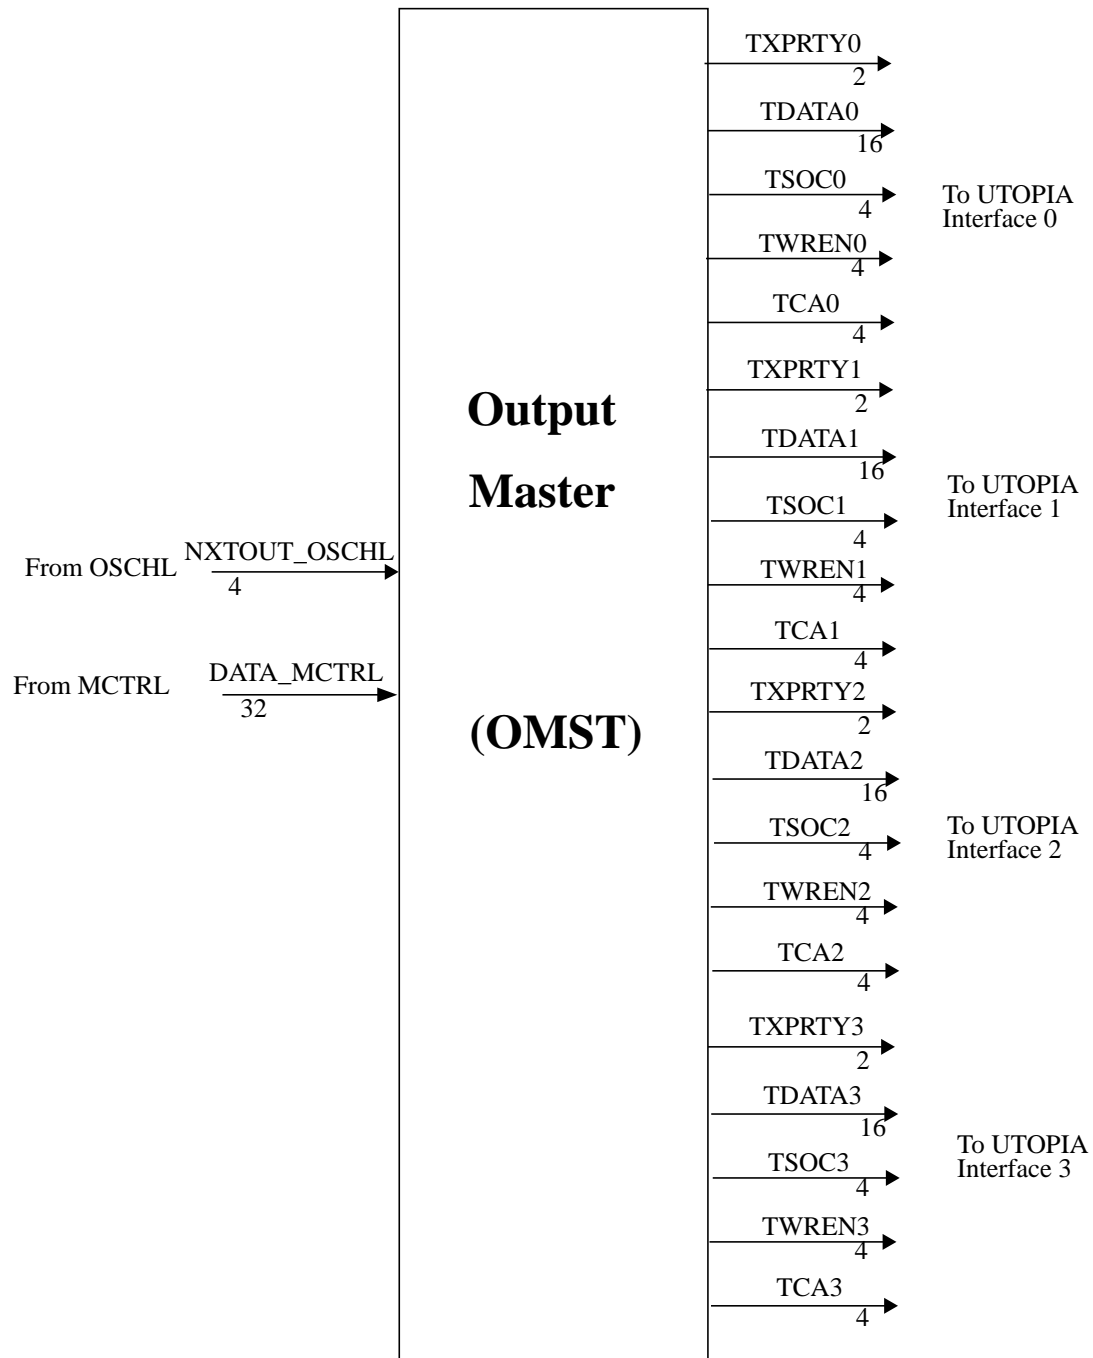 TXPRTY0
2
TDATA0
16
TSOC0
4
To UTOPIA
Interface 0
TWREN0
4
TCA0
4
TXPRTY1
2
Output
Master
(OMST)
TDATA1
16
To UTOPIA
Interface 1
TSOC1
4
From OSCHL
NXTOUT_OSCHL
4
TWREN1
4
TCA1
4
From MCTRL
DATA_MCTRL
32
TXPRTY2
2
TDATA2
16
TSOC2
4
To UTOPIA
Interface 2
TWREN2
4
TCA2
4
TXPRTY3
2
TDATA3
16
TSOC3
4
To UTOPIA
Interface 3
TWREN3
4
TCA3
4